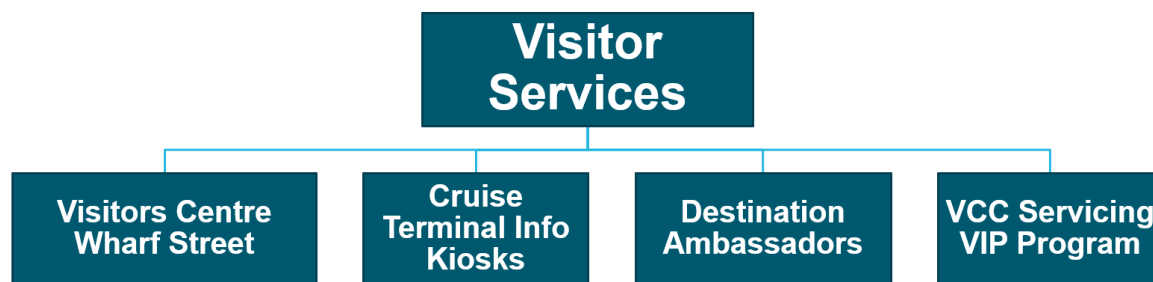 Visitor
Services
Visitors Centre
Wharf Street
Cruise
Terminal Info
Kiosks
Destination
Ambassadors
VCC Servicing
VIP Program